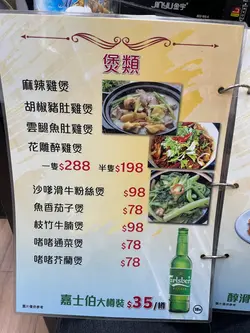 煲類
麻辣雞煲
胡椒豬肚雞煲
雲腿魚肚雞煲
花雕醉雞煲
一隻$288 半隻$198
沙嗲滑牛粉絲煲 $98
魚香茄子煲 $78
枝竹牛腩煲 $98
啫啫通菜煲 $78
啫啫芥蘭煲 $78
嘉士伯大樽裝 $35/樽
Carlsberg